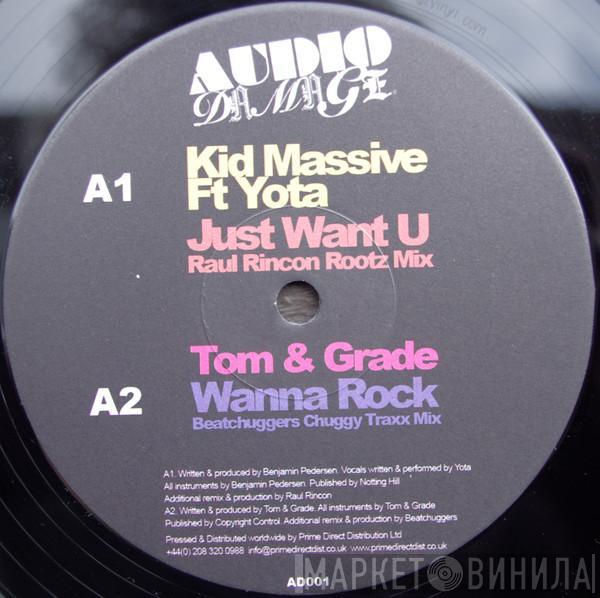 gvinyl.com
AUDIO
DAMAGE
A1
Kid Massive
Ft Yota
Just Want U
Raul Rincon Rootz Mix
Tom & Grade
A2
Wanna Rock
Beatchuggers Chuggy Traxx Mix
A1. Written & produced by Benjamin Pedersen. Vocals written & performed by Yota
All instruments by Benjamin Pedersen. Published by Notting Hill
Additional remix & production by Raul Rincon
A2. Written & produced by Tom & Grade. All instruments by Tom & Grade
Published by Copyright Control. Additional remix & production by Beatchuggers
Pressed & Distributed worldwide by Prime Direct Distribution Ltd
+44(0) 208 320 0988 info@primedirectdist.co.uk www.primedirectdist.co.uk
AD001
МАРКЕТ ВИНИЛА